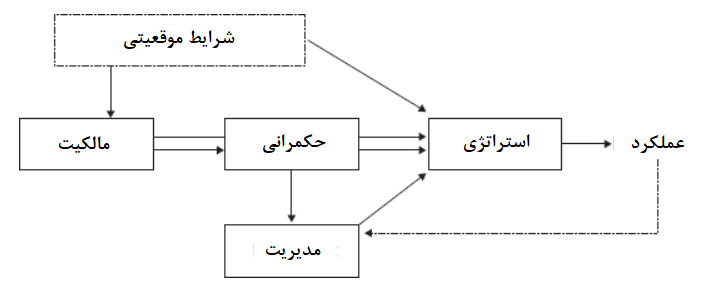 شرایط موقعیتی
مالکیت
حکمرانی
استراتژی
عملکرد
مدیریت